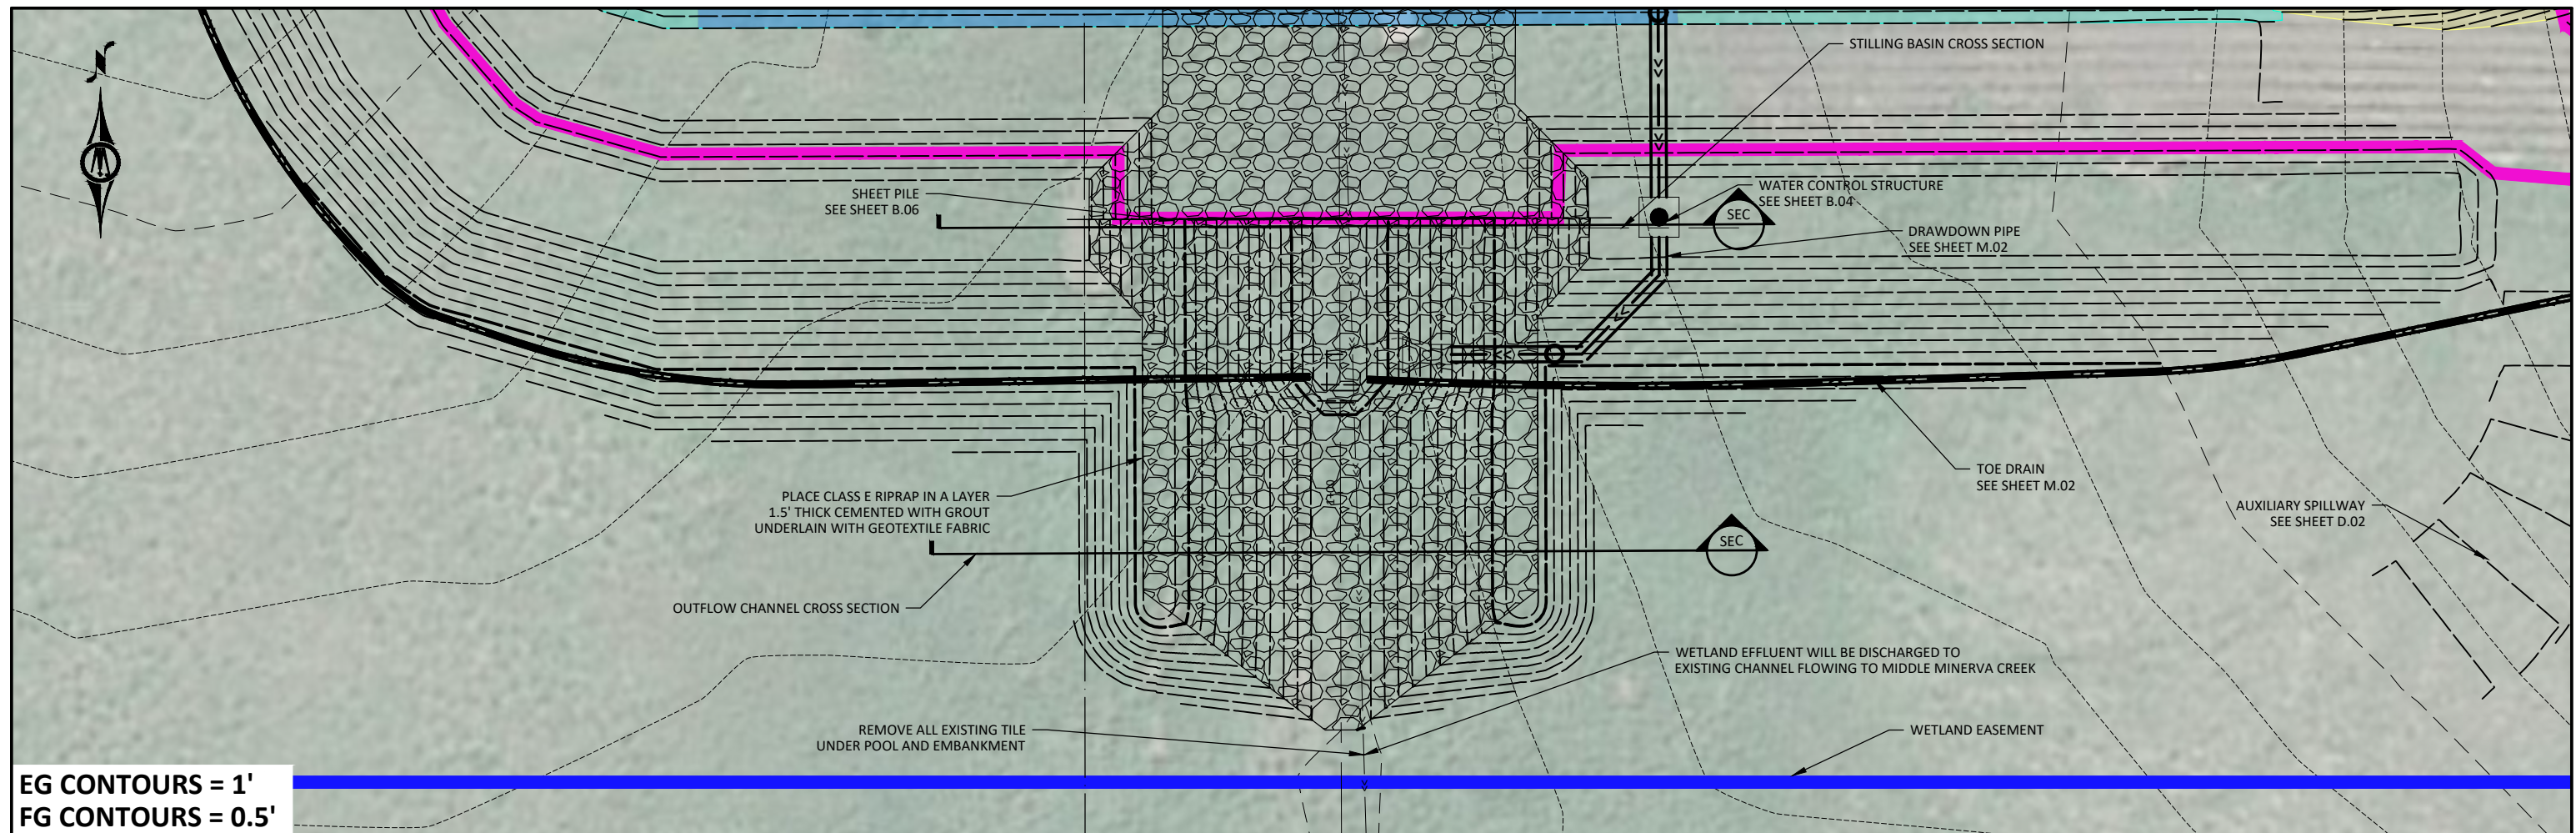 STILLING BASIN CROSS SECTION
SHEET PILE
SEE SHEET B.06
WATER CONTROL STRUCTURE
SEE SHEET B.04
SEC
DRAWDOWN PIPE
SEE SHEET M.02
TOE DRAIN
SEE SHEET M.02
PLACE CLASS E RIPRAP IN A LAYER
1.5' THICK CEMENTED WITH GROUT
UNDERLAIN WITH GEOTEXTILE FABRIC
AUXILIARY SPILLWAY
SEE SHEET D.02
SEC
OUTFLOW CHANNEL CROSS SECTION
WETLAND EFFLUENT WILL BE DISCHARGED TO
EXISTING CHANNEL FLOWING TO MIDDLE MINERVA CREEK
REMOVE ALL EXISTING TILE
UNDER POOL AND EMBANKMENT
WETLAND EASEMENT
EG CONTOURS = 1'
FG CONTOURS = 0.5'